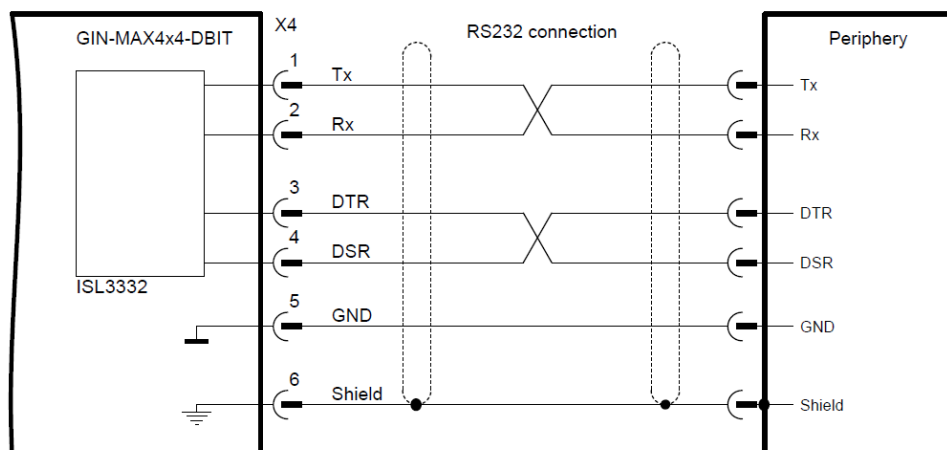 X4
GIN-MAX4x4-DBIT
RS232 connection
Periphery
1
Tx
Tx
2
Rx
Rx
3
DTR
DTR
4
DSR
DSR
ISL3332
5
GND
GND
6
Shield
Shield